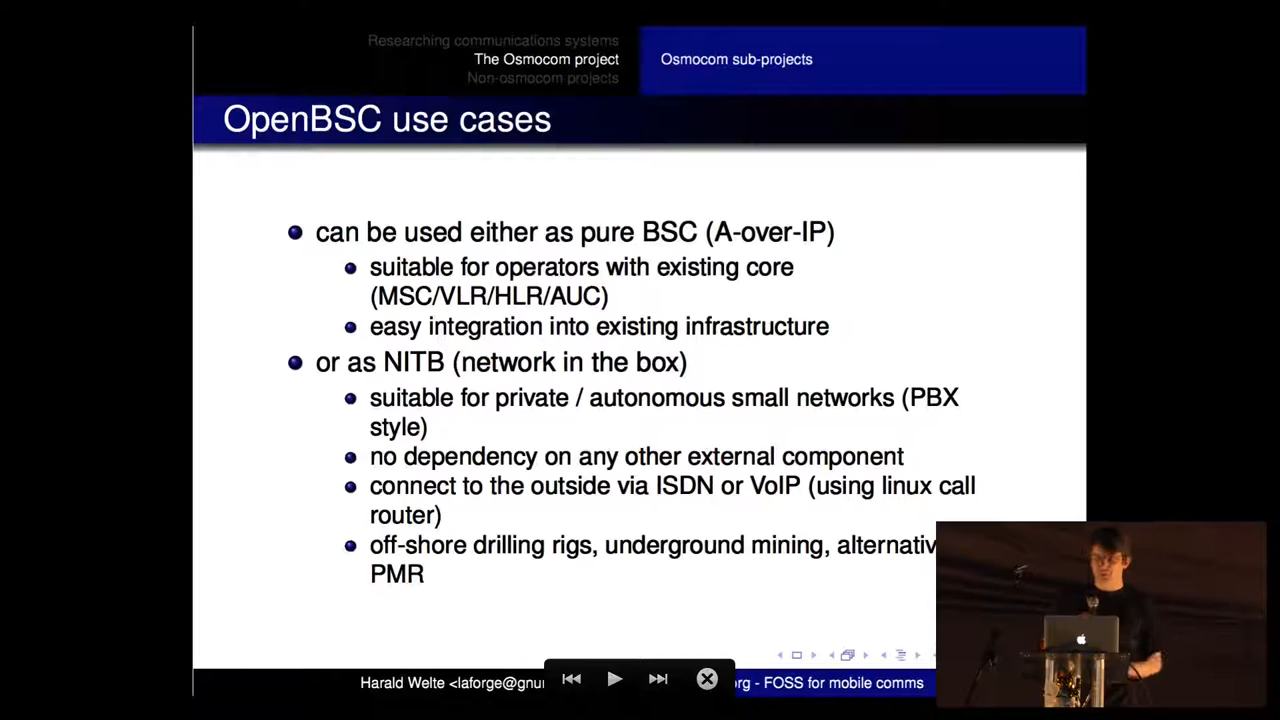 Researching communications systems
The Osmocom project
Non-osmocom projects
Osmocom sub-projects
OpenBSC use cases
can be used either as pure BSC (A-over-IP)
suitable for operators with existing core
(MSC/VLR/HLR/AUC)
easy integration into existing infrastructure
or as NITB (network in the box)
suitable for private / autonomous small networks (PBX
style)
no dependency on any other external component
connect to the outside via ISDN or VoIP (using linux call
router)
off-shore drilling rigs, underground mining,
PMR
Harald Welte <laforge@gnu
org - FOSS for mobile comms